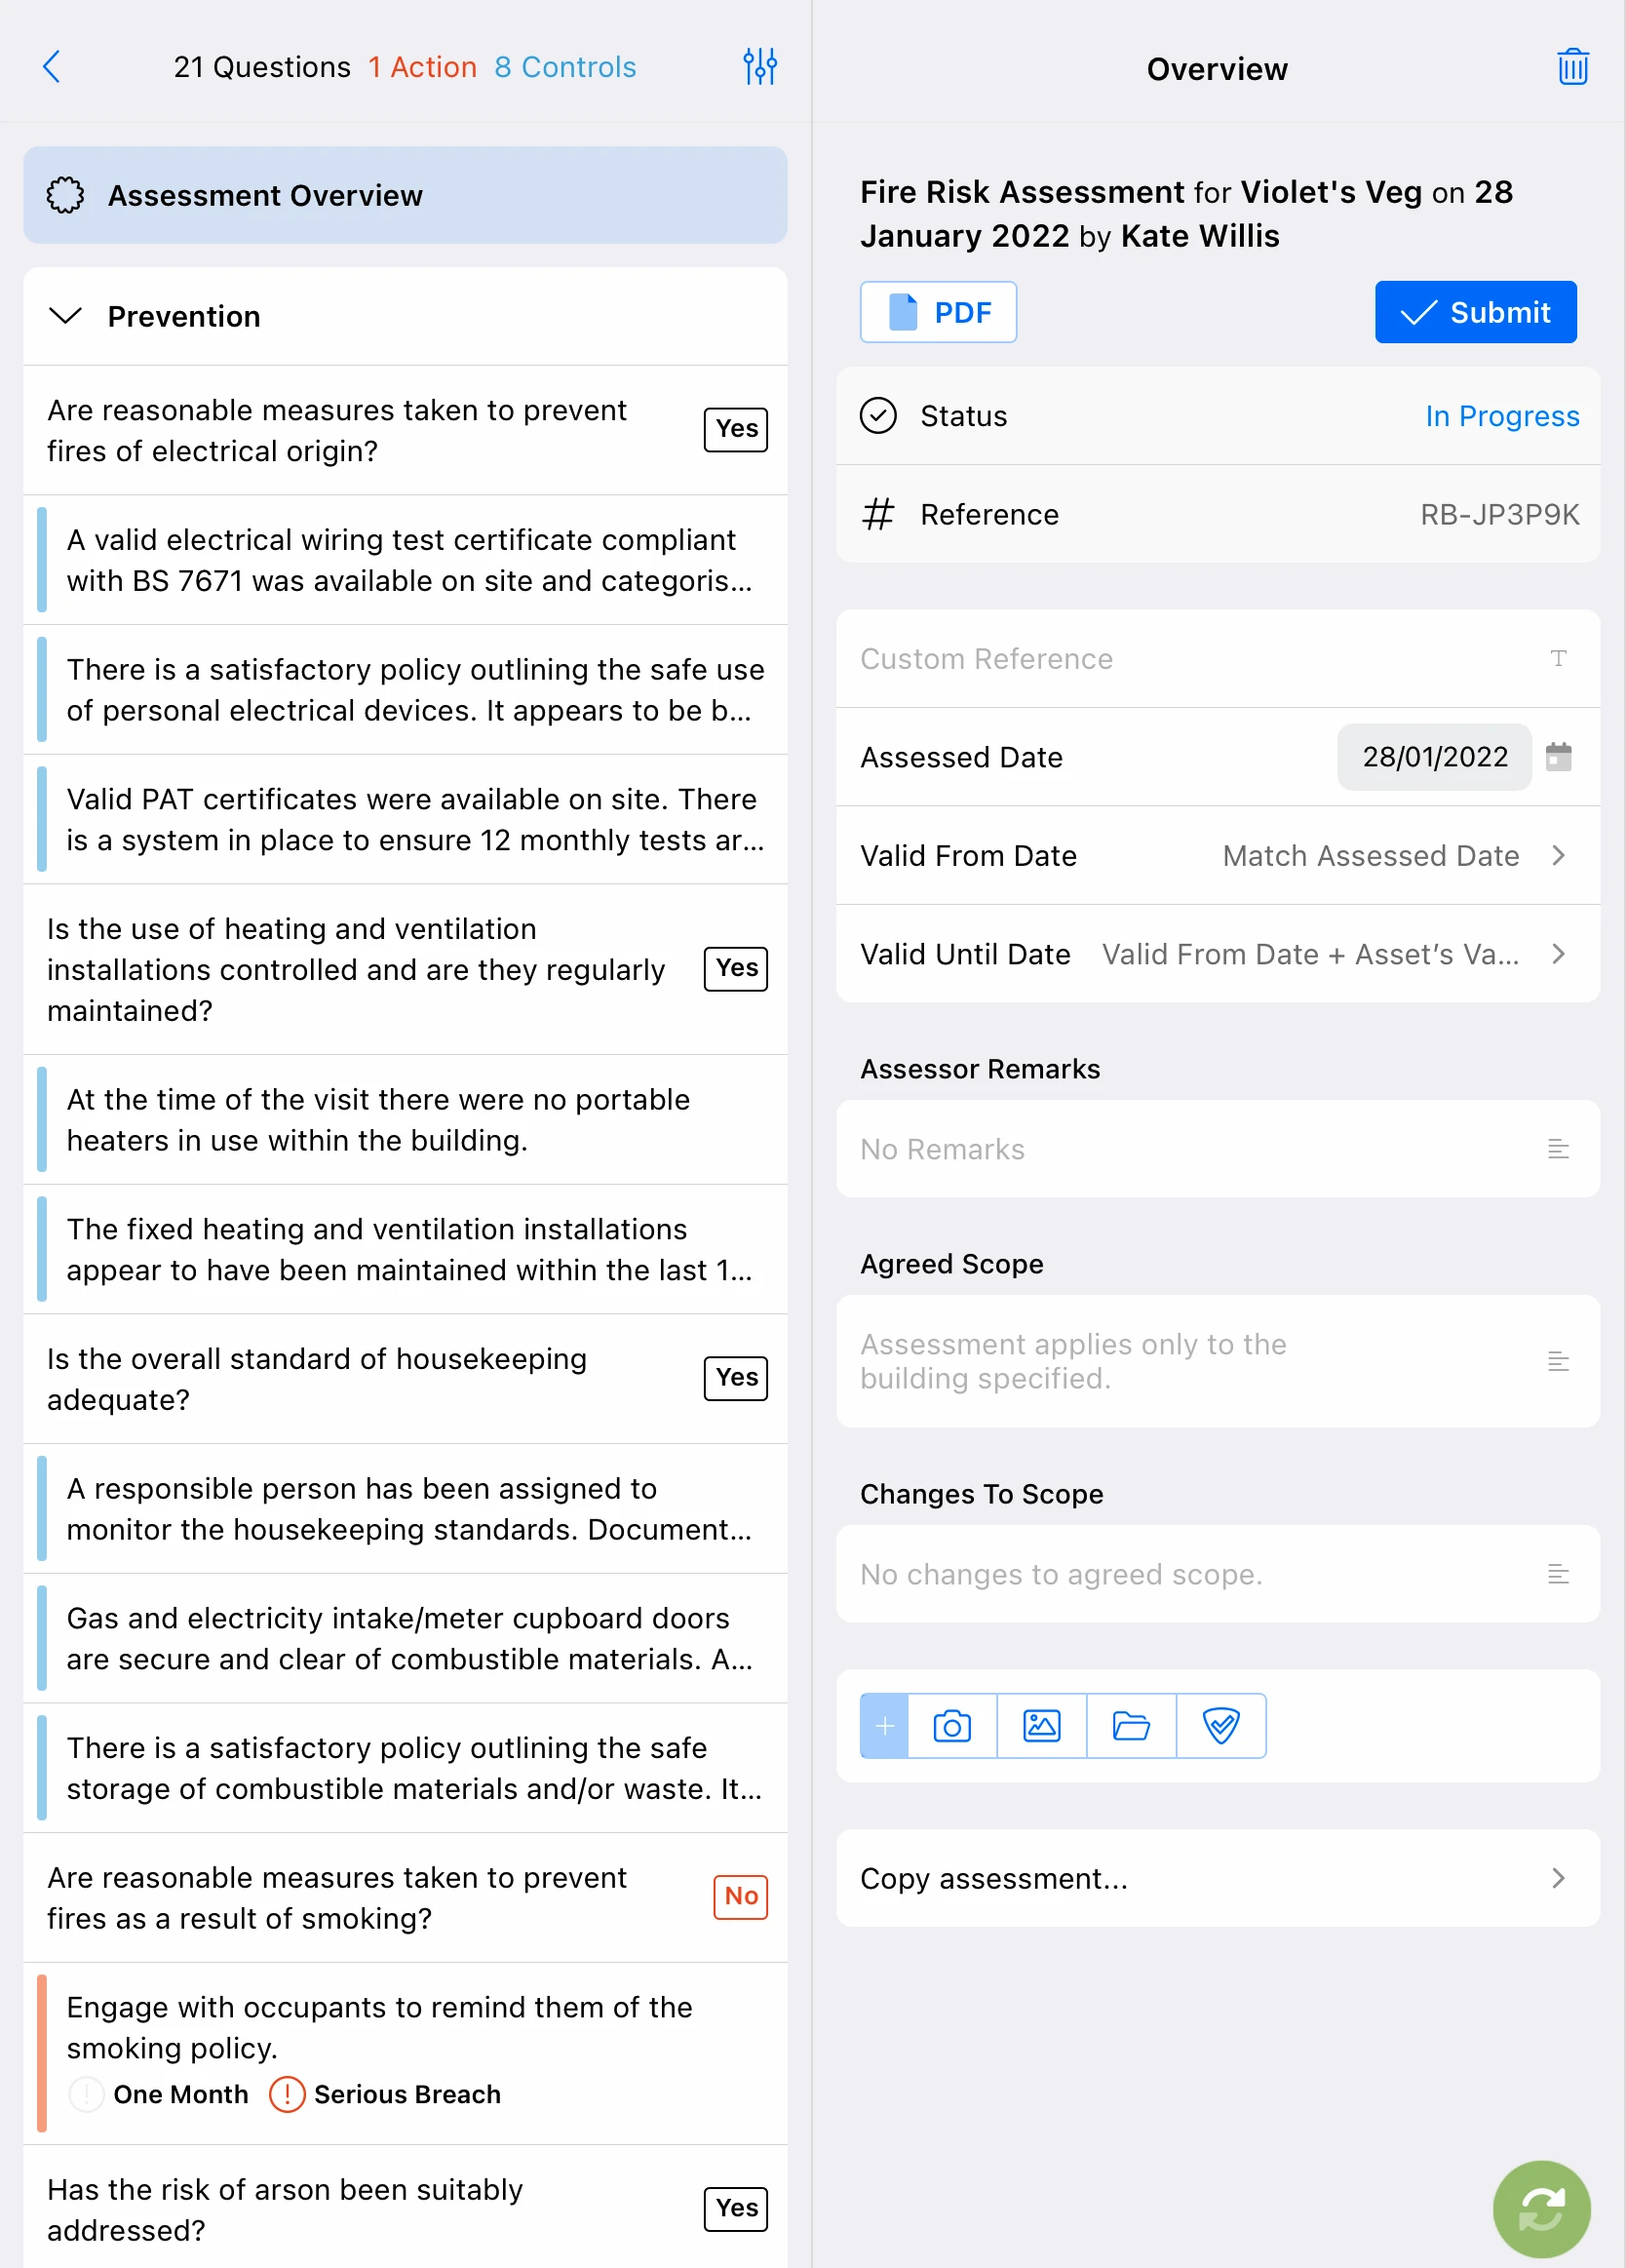 21 Questions 1 Action 8 Controls
Assessment Overview
Prevention
Are reasonable measures taken to prevent
fires of electrical origin?
Yes
A valid electrical wiring test certificate compliant
with BS 7671 was available on site and categoris...
There is a satisfactory policy outlining the safe use
of personal electrical devices. It appears to be b...
Valid PAT certificates were available on site. There
is a system in place to ensure 12 monthly tests ar...
Is the use of heating and ventilation
installations controlled and are they regularly
maintained?
Yes
At the time of the visit there were no portable
heaters in use within the building.
The fixed heating and ventilation installations
appear to have been maintained within the last 1...
Is the overall standard of housekeeping
adequate?
Yes
A responsible person has been assigned to
monitor the housekeeping standards. Document...
Gas and electricity intake/meter cupboard doors
are secure and clear of combustible materials. A...
There is a satisfactory policy outlining the safe
storage of combustible materials and/or waste. It...
Are reasonable measures taken to prevent
fires as a result of smoking?
No
Engage with occupants to remind them of the
smoking policy.
One Month Serious Breach
Has the risk of arson been suitably
addressed?
Yes
Overview
Fire Risk Assessment for Violet's Veg on 28
January 2022 by Kate Willis
PDF
Submit
Status In Progress
# Reference RB-JP3P9K
Custom Reference T
Assessed Date 28/01/2022
Valid From Date Match Assessed Date
Valid Until Date Valid From Date + Asset's Va...
Assessor Remarks
No Remarks
Agreed Scope
Assessment applies only to the
building specified.
Changes To Scope
No changes to agreed scope.
Copy assessment...